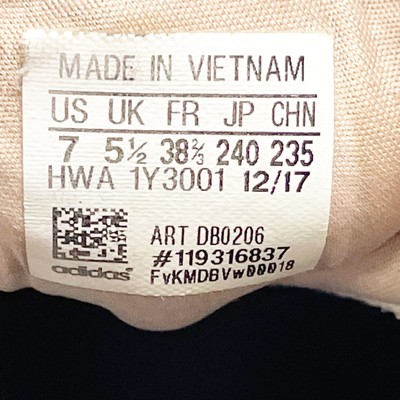 MADE IN VIETNAM
US UK FR JP CHN
7 5½ 38⅔ 240 235
HWA 1Y3001 12/17
ART DB0206
#119316837
FvKMDBVw00018
adidas